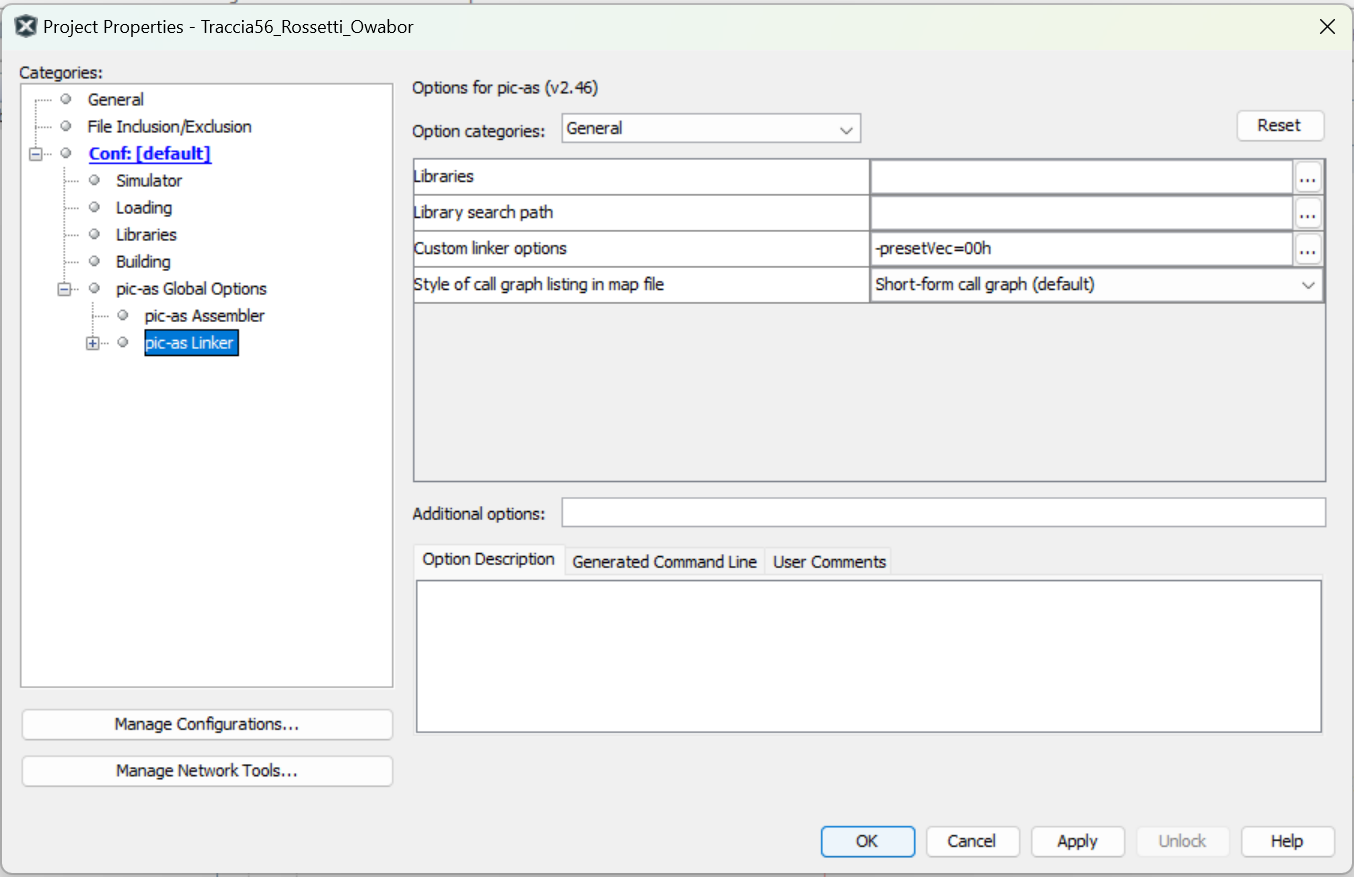 Project Properties - Traccia56_Rossetti_Owabor
Categories:
General
File Inclusion/Exclusion
Conf: [default]
Simulator
Loading
Libraries
Building
pic-as Global Options
pic-as Assembler
pic-as Linker
Manage Configurations...
Manage Network Tools...
Options for pic-as (v2.46)
Option categories: General
Reset
Libraries ...
Library search path ...
Custom linker options -presetVec=00h ...
Style of call graph listing in map file Short-form call graph (default)
Additional options:
Option Description Generated Command Line User Comments
OK Cancel Apply Unlock Help